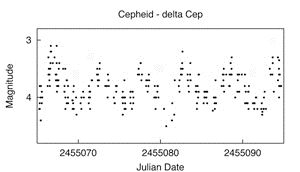 Cepheid - delta Cep
3
Magnitude
4
2455070 2455080 2455090
Julian Date